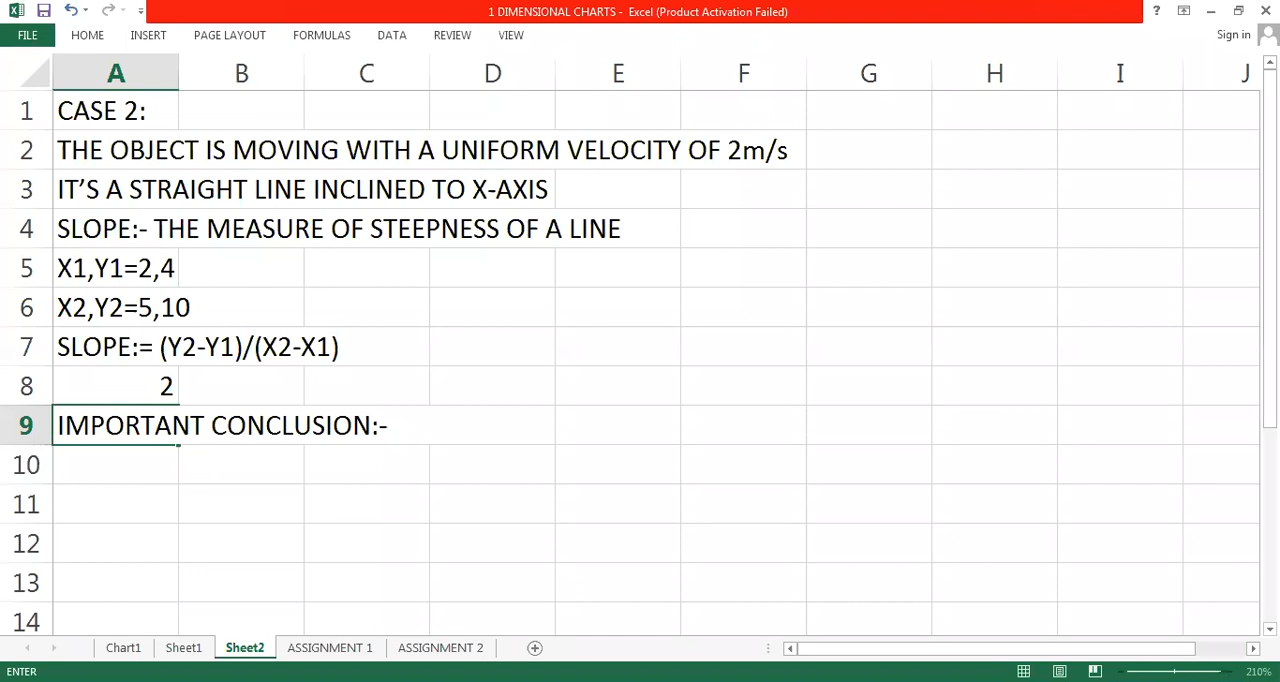 1 DIMENSIONAL CHARTS - Excel (Product Activation Failed)
?
FILE HOME INSERT PAGE LAYOUT FORMULAS DATA REVIEW VIEW Sign in
A B C D E F G H I J
1 CASE 2:
2 THE OBJECT IS MOVING WITH A UNIFORM VELOCITY OF 2m/s
3 IT’S A STRAIGHT LINE INCLINED TO X-AXIS
4 SLOPE:- THE MEASURE OF STEEPNESS OF A LINE
5 X1,Y1=2,4
6 X2,Y2=5,10
7 SLOPE:= (Y2-Y1)/(X2-X1)
8 2
9 IMPORTANT CONCLUSION:-
10
11
12
13
14
Chart1 Sheet1 Sheet2 ASSIGNMENT 1 ASSIGNMENT 2
ENTER 210%